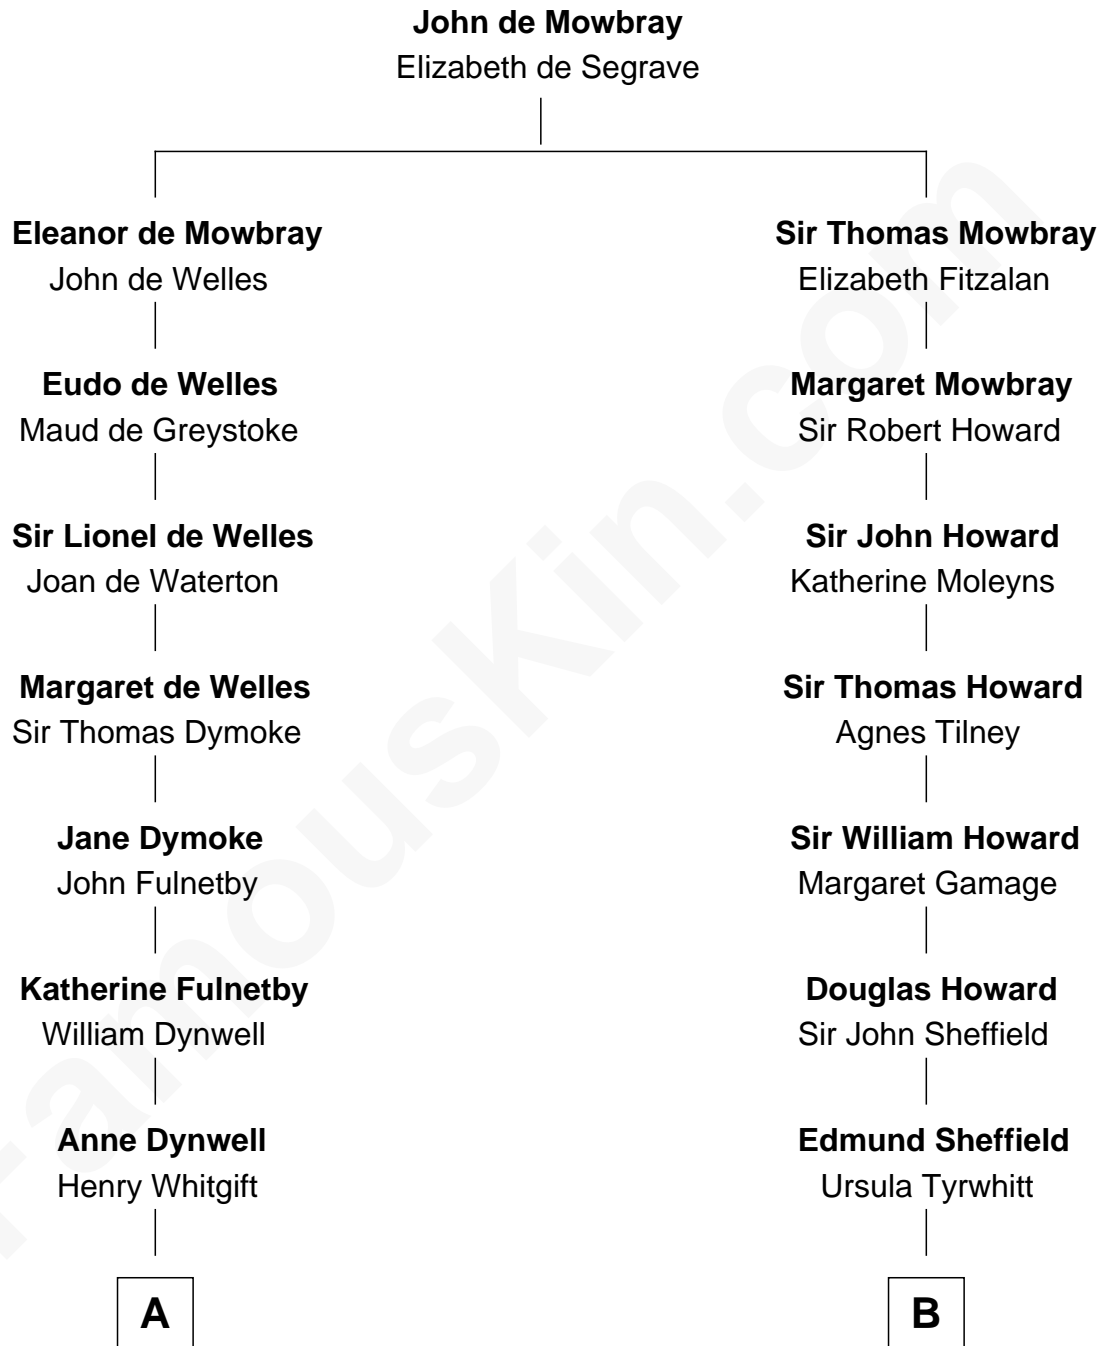 John de Mowbray
Elizabeth de Segrave
Eleanor de Mowbray
John de Welles
Sir Thomas Mowbray
Elizabeth Fitzalan
Eudo de Welles
Maud de Greystoke
Margaret Mowbray
Sir Robert Howard
Sir Lionel de Welles
Joan de Waterton
Sir John Howard
Katherine Moleyns
Margaret de Welles
Sir Thomas Dymoke
Sir Thomas Howard
Agnes Tilney
Jane Dymoke
John Fulnetby
Sir William Howard
Margaret Gamage
Katherine Fulnetby
William Dynwell
Douglas Howard
Sir John Sheffield
Anne Dynwell
Henry Whitgift
Edmund Sheffield
Ursula Tyrwhitt
A
B
FamousKin.com